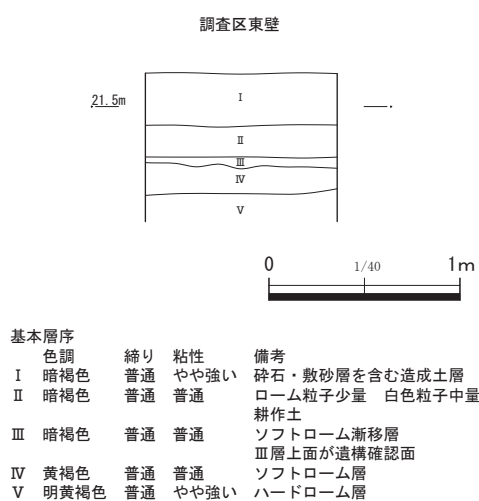 調査区東壁
21.5m
Ⅰ
Ⅱ
Ⅲ
Ⅳ
Ⅴ
0 1/40 1m
基本層序
色調 締り 粘性 備考
Ⅰ 暗褐色 普通 やや強い 砕石・敷砂層を含む造成土層
Ⅱ 暗褐色 普通 普通 ローム粒子少量 白色粒子中量
耕作土
Ⅲ 暗褐色 普通 普通 ソフトローム漸移層
Ⅲ層上面が遺構確認面
Ⅳ 黄褐色 普通 普通 ソフトローム層
Ⅴ 明黄褐色 普通 やや強い ハードローム層